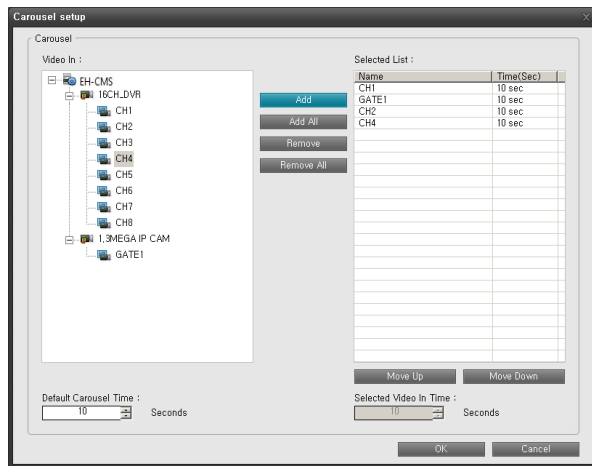 Carousel setup
Carousel
Video In :
EH-CMS
16CH_DVR
CH1
CH2
CH3
CH4
CH5
CH6
CH7
CH8
1,3MEGA IP CAM
GATE1
Add
Add All
Remove
Remove All
Selected List :
Name Time(Sec)
CH1 10 sec
GATE1 10 sec
CH2 10 sec
CH4 10 sec
Move Up Move Down
Default Carousel Time :
10 Seconds
Selected Video In Time :
10 Seconds
OK Cancel